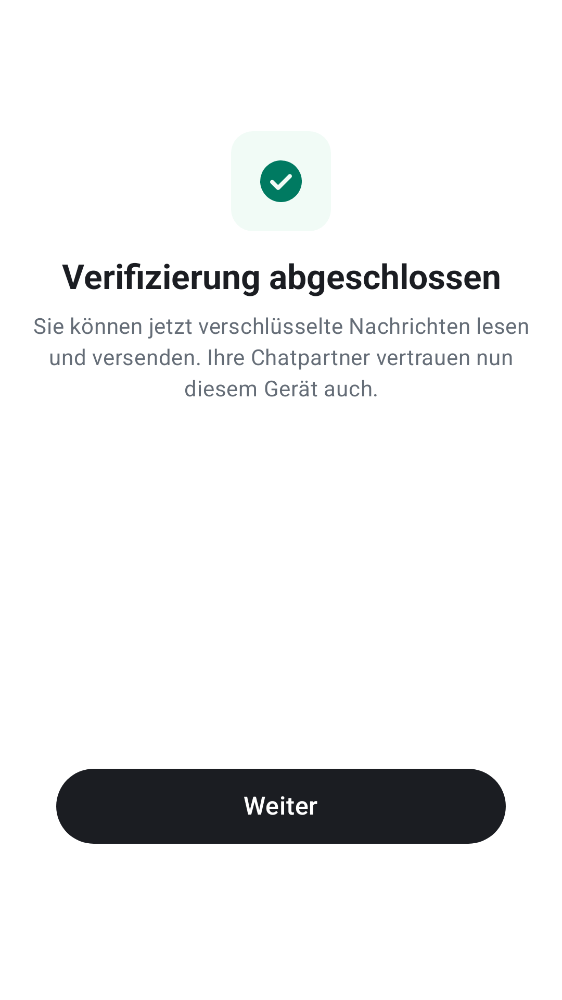 Verifizierung abgeschlossen
Sie können jetzt verschlüsselte Nachrichten lesen
und versenden. Ihre Chatpartner vertrauen nun
diesem Gerät auch.
Weiter